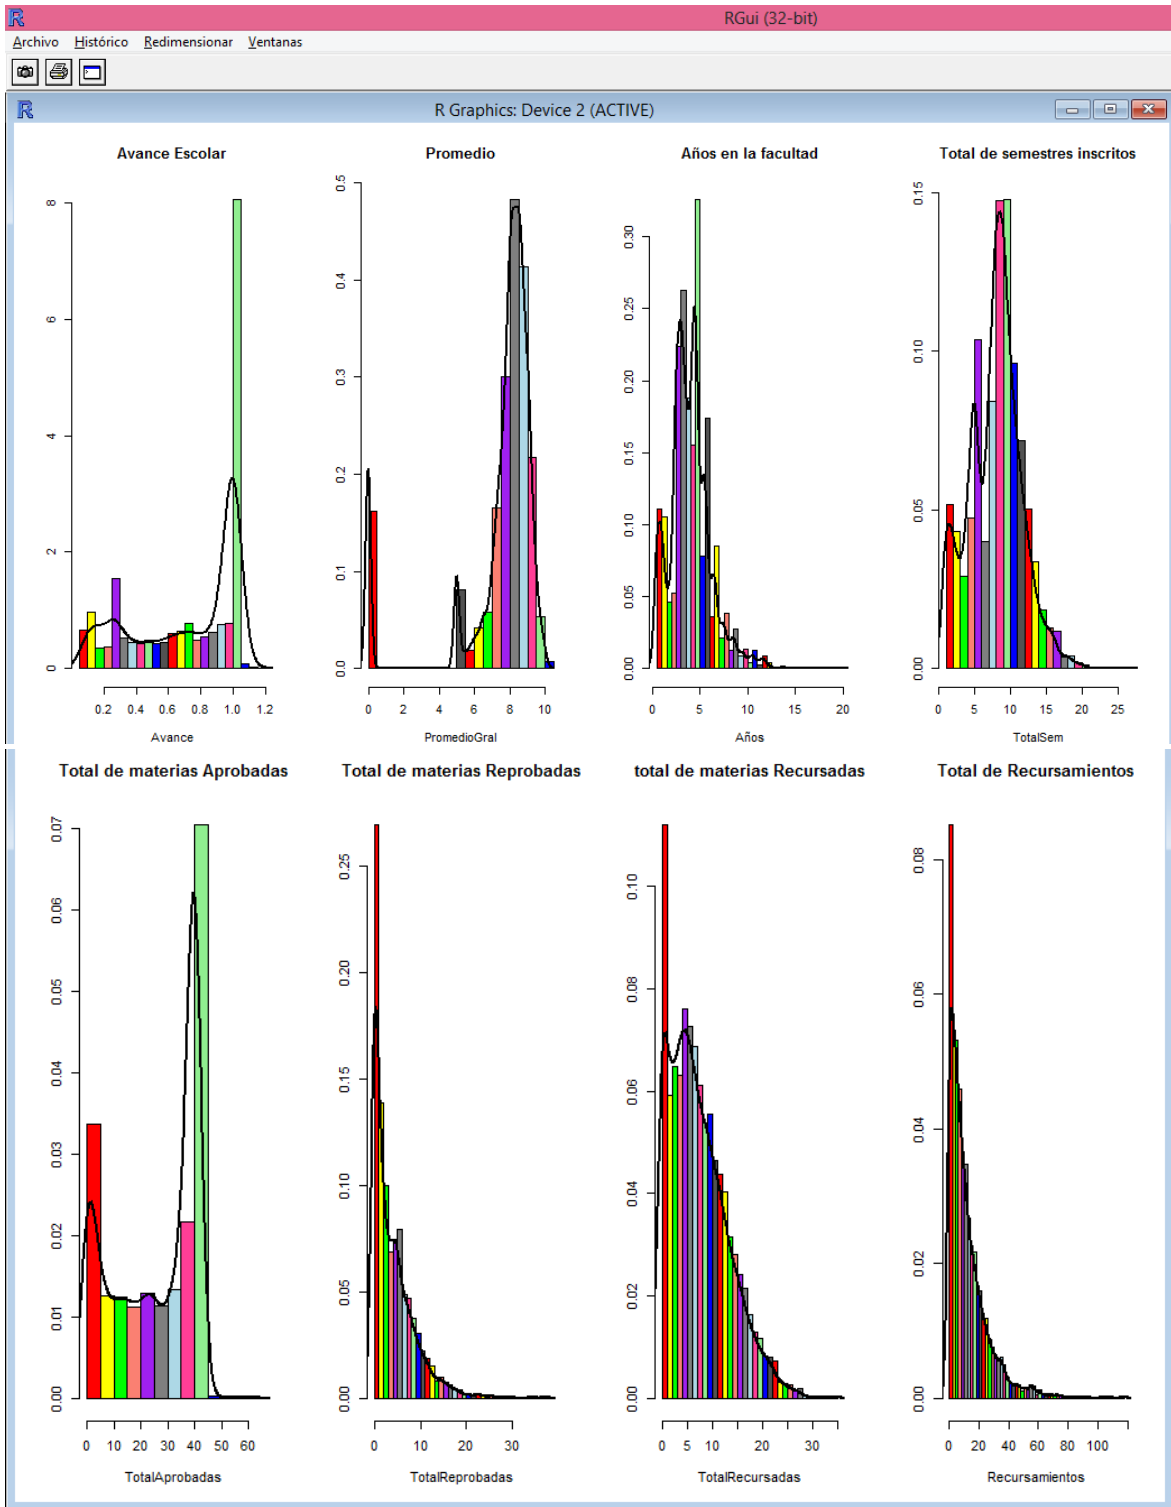 R RGui (32-bit)
Archivo Histórico Redimensionar Ventanas
R R Graphics: Device 2 (ACTIVE)
Avance Escolar Promedio Años en la facultad Total de semestres inscritos
0 2 4 6 8
0.2 0.4 0.6 0.8 1.0 1.2
Avance
0.0 0.1 0.2 0.3 0.4 0.5
0 2 4 6 8 10
PromedioGral
0.00 0.05 0.10 0.15 0.20 0.25 0.30
0 5 10 15 20
Años
0.00 0.05 0.10 0.15
0 5 10 15 20 25
TotalSem
Total de materias Aprobadas Total de materias Reprobadas total de materias Recursadas Total de Recursamientos
0.00 0.01 0.02 0.03 0.04 0.05 0.06 0.07
0 10 20 30 40 50 60
TotalAprobadas
0.00 0.05 0.10 0.15 0.20 0.25
0 10 20 30
TotalReprobadas
0.00 0.02 0.04 0.06 0.08 0.10
0 5 10 20 30
TotalRecursadas
0.00 0.02 0.04 0.06 0.08
0 20 40 60 80 100
Recursamientos